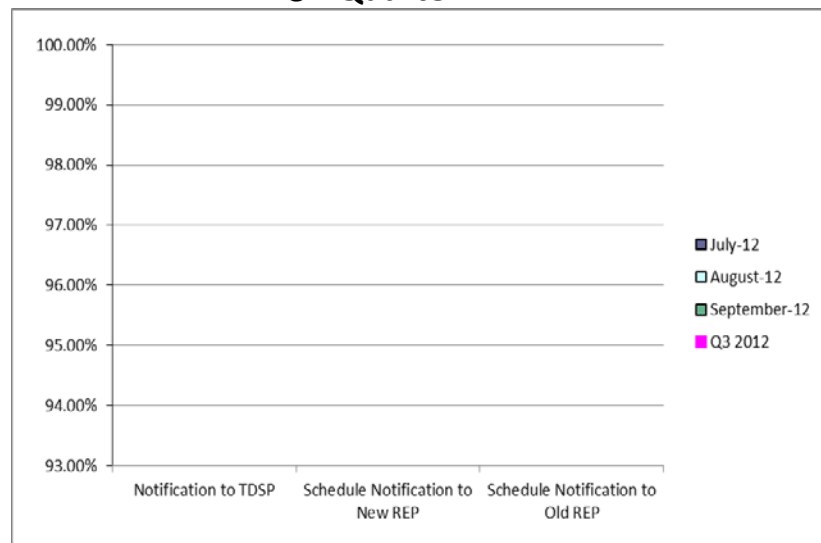 100.00%
99.00%
98.00%
97.00%
96.00%
95.00%
94.00%
93.00%
Notification to TDSP
Schedule Notification to
New REP
Schedule Notification to
Old REP
July-12
August-12
September-12
Q3 2012